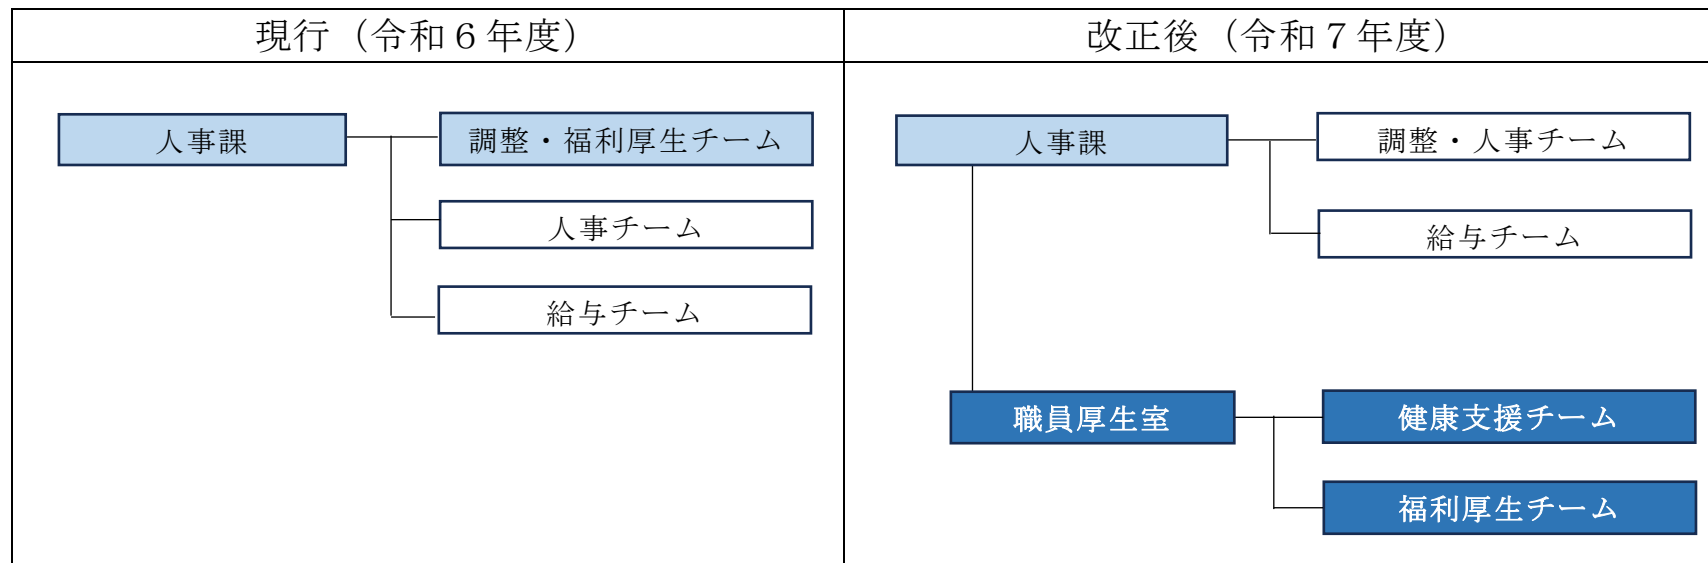 現行（令和６年度）
改正後（令和７年度）
人事課
調整・福利厚生チーム
人事チーム
給与チーム
人事課
調整・人事チーム
給与チーム
職員厚生室
健康支援チーム
福利厚生チーム